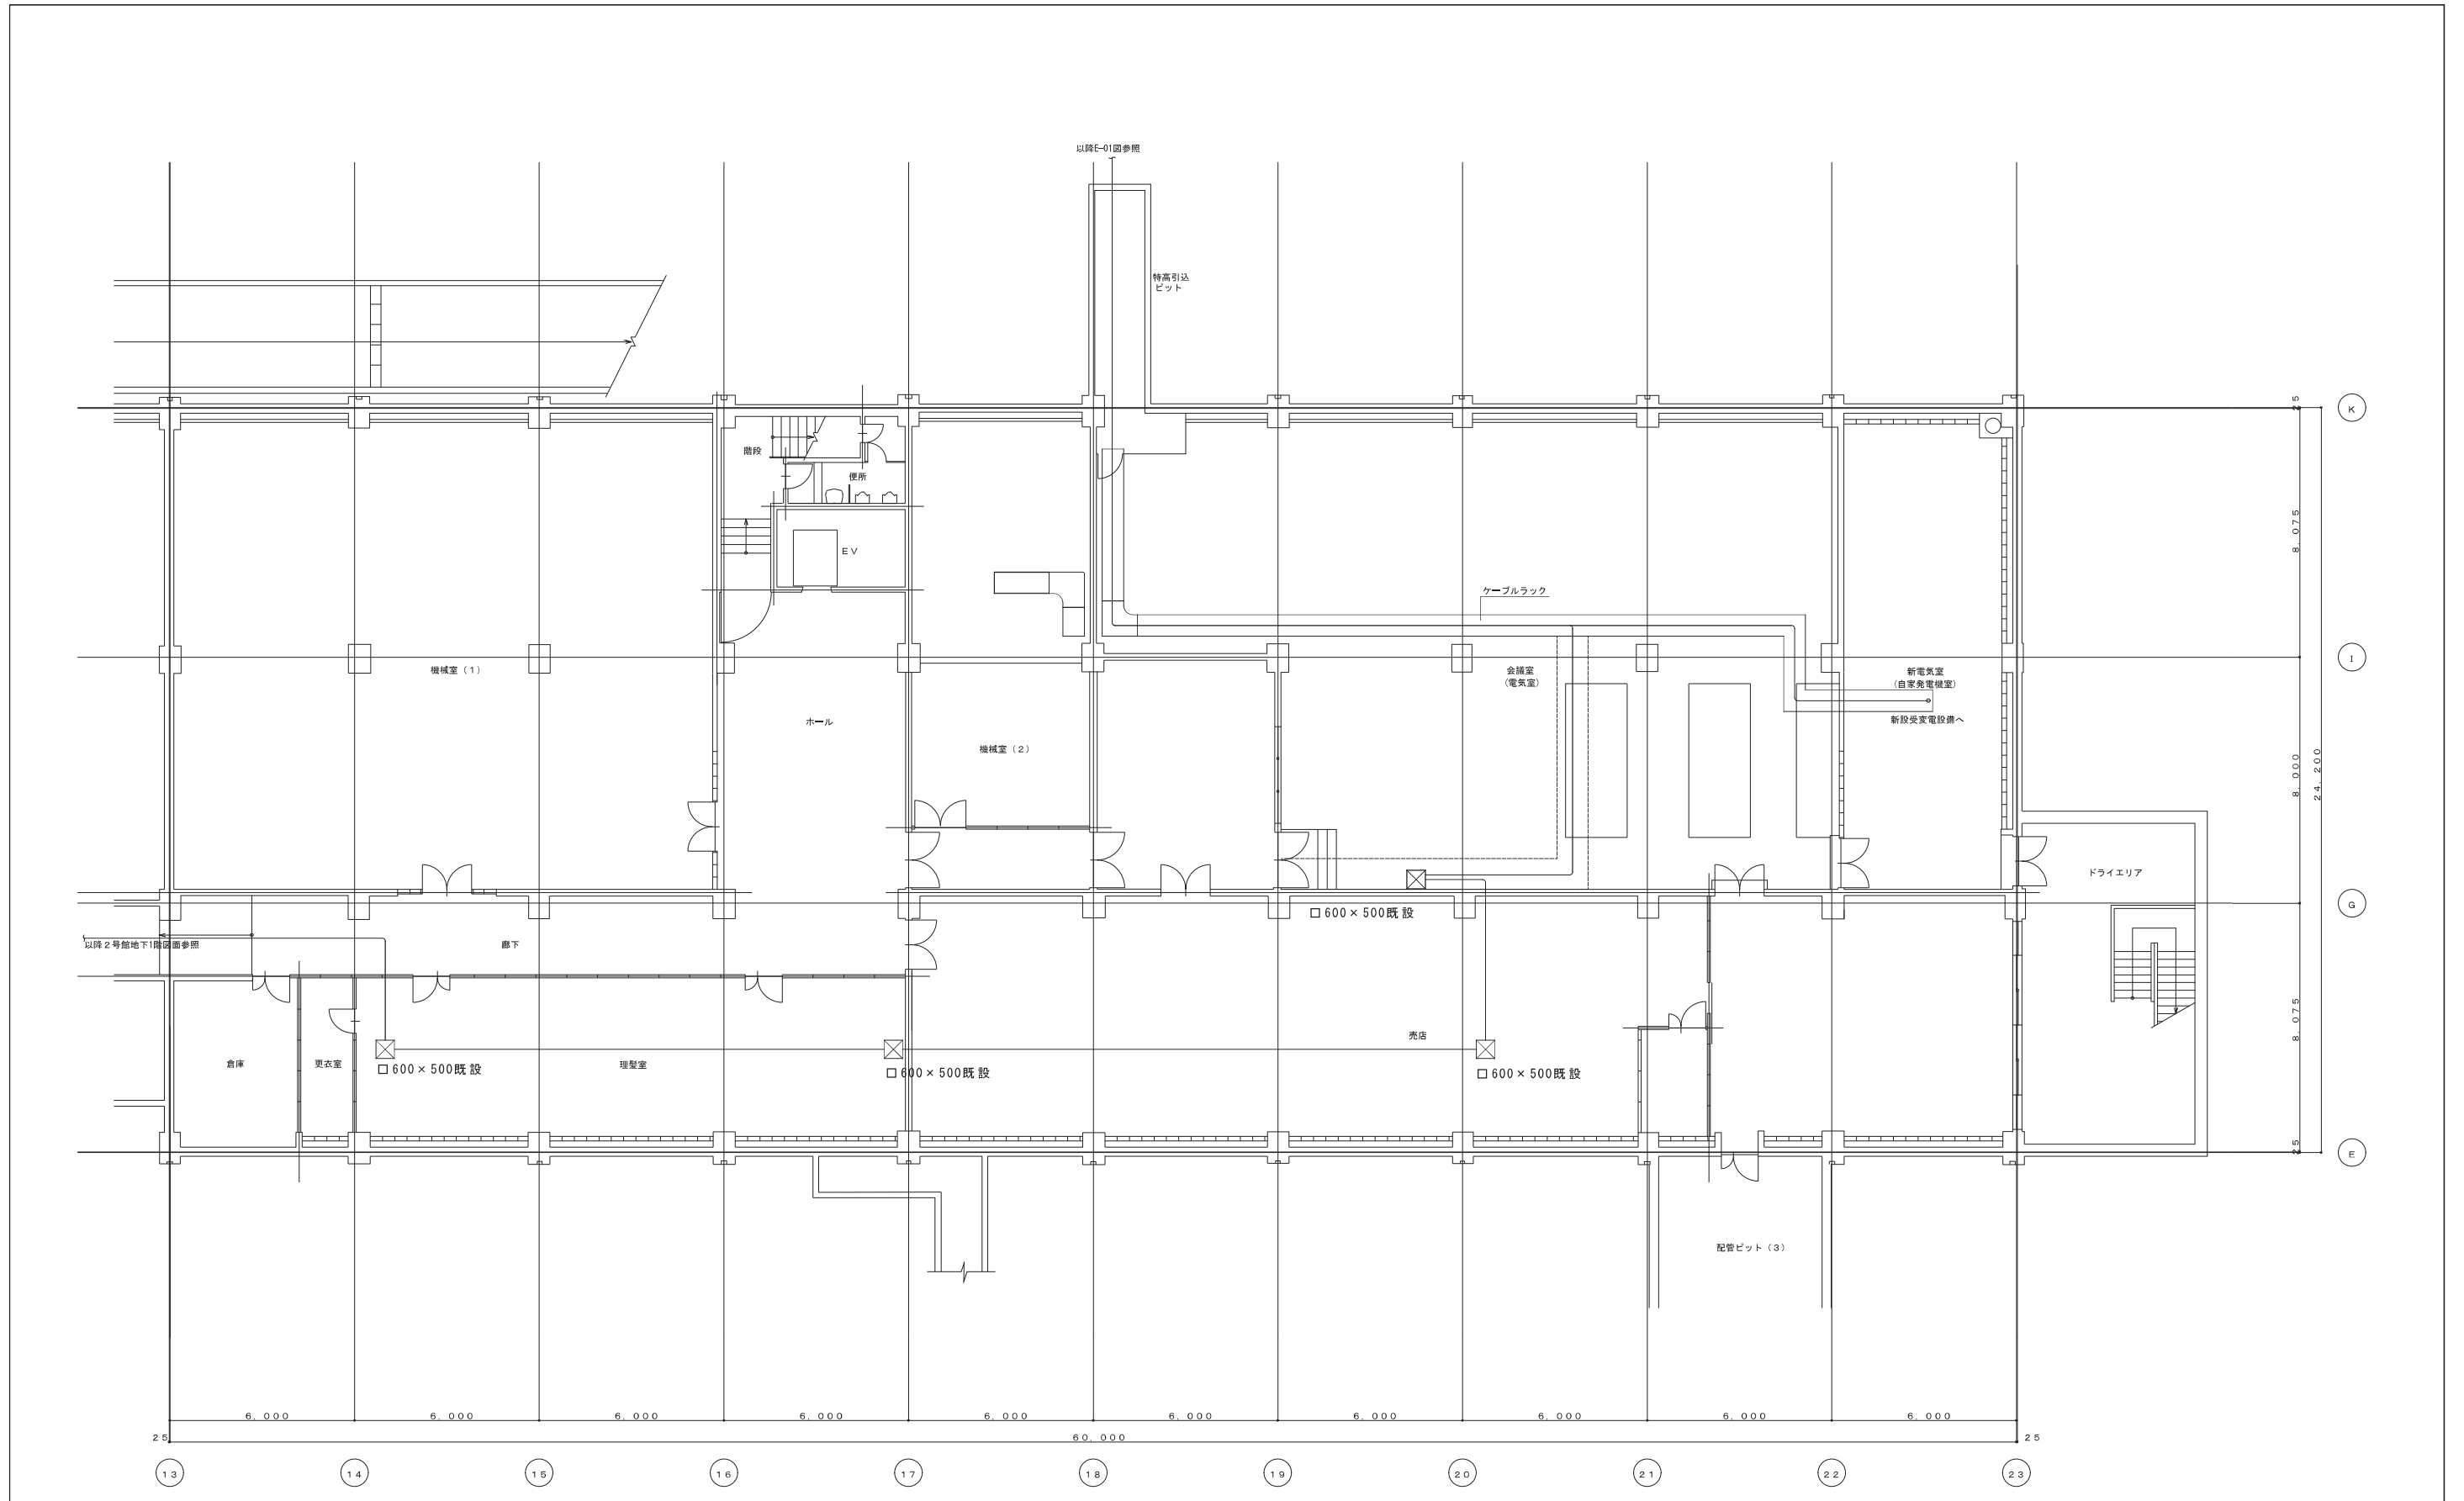 以降E-01図参照
特高引込
ピット
25
K
階段
便所
8,075
EV
ケーブルラック
I
機械室（1）
会議室
（電気室）
新電気室
（自家発電機室）
新設受変電設備へ
ホール
機械室（2）
8,000
24,200
ドライエリア
G
□600×500既設
以降２号館地下1階図面参照
廊下
8,075
売店
倉庫
更衣室
理髪室
□600×500既設
□600×500既設
□600×500既設
25
E
配管ピット（3）
6,000
6,000
6,000
6,000
6,000
6,000
6,000
6,000
6,000
6,000
25
60,000
25
13
14
15
16
17
18
19
20
21
22
23